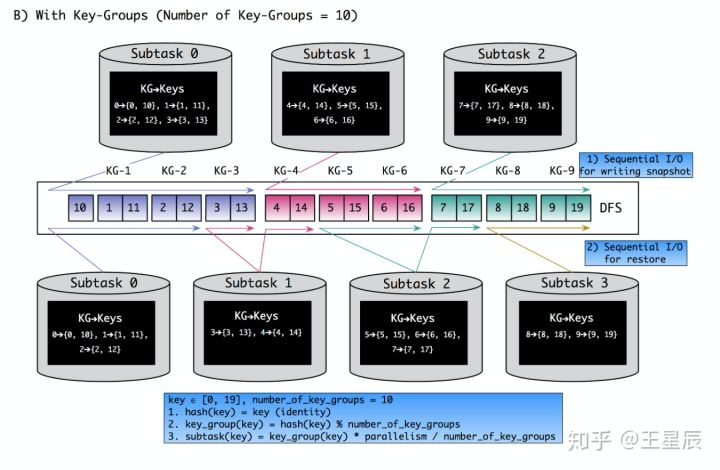 B) With Key-Groups (Number of Key-Groups = 10)
Subtask 0
Subtask 1
Subtask 2
KG→Keys
0→{0, 10}, 1→{1, 11},
2→{2, 12}, 3→{3, 13}
KG→Keys
4→{4, 14}, 5→{5, 15},
6→{6, 16}
KG→Keys
7→{7, 17}, 8→{8, 18},
9→{9, 19}
KG-1 KG-2 KG-3 KG-4 KG-5 KG-6 KG-7 KG-8 KG-9
1) Sequential I/O
for writing snapshot
10 1 11 2 12 3 13 4 14 5 15 6 16 7 17 8 18 9 19 DFS
2) Sequential I/O
for restore
Subtask 0
Subtask 1
Subtask 2
Subtask 3
KG→Keys
0→{0, 10}, 1→{1, 11},
2→{2, 12}
KG→Keys
3→{3, 13}, 4→{4, 14}
KG→Keys
5→{5, 15}, 6→{6, 16},
7→{7, 17}
KG→Keys
8→{8, 18}, 9→{9, 19}
key ∈ [0, 19], number_of_key_groups = 10
1. hash(key) = key (identity)
2. key_group(key) = hash(key) % number_of_key_groups
3. subtask(key) = key_group(key) * parallelism / number_of_key_groups
知乎 @王星辰